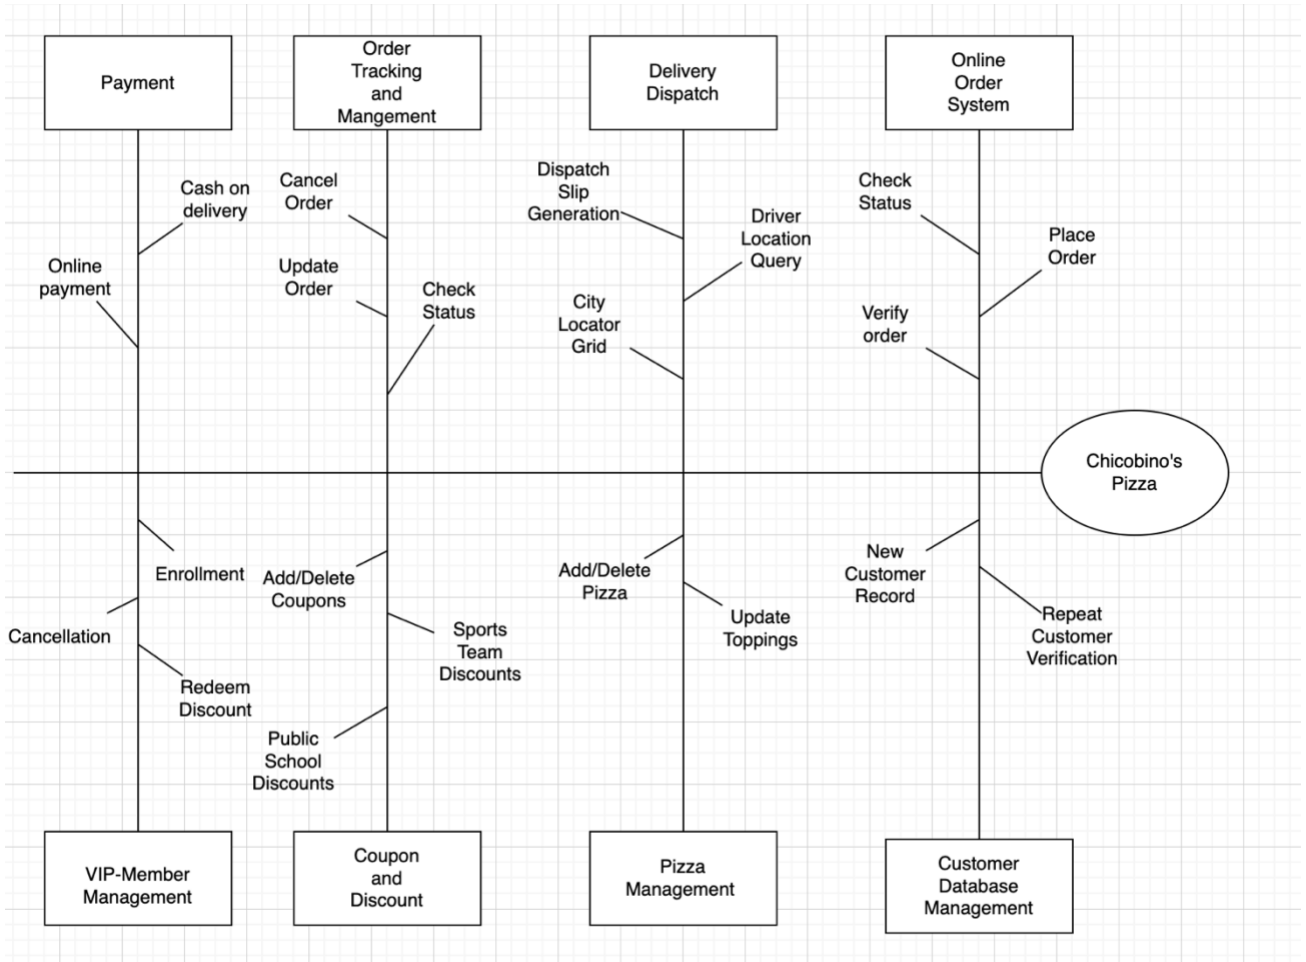 Payment
Order
Tracking
and
Mangement
Delivery
Dispatch
Online
Order
System
Cash on
delivery
Online
payment
Cancel
Order
Update
Order
Check
Status
Dispatch
Slip
Generation
Driver
Location
Query
City
Locator
Grid
Check
Status
Place
Order
Verify
order
Chicobino's
Pizza
Enrollment
Cancellation
Redeem
Discount
Add/Delete
Coupons
Sports
Team
Discounts
Public
School
Discounts
Add/Delete
Pizza
Update
Toppings
New
Customer
Record
Repeat
Customer
Verification
VIP-Member
Management
Coupon
and
Discount
Pizza
Management
Customer
Database
Management